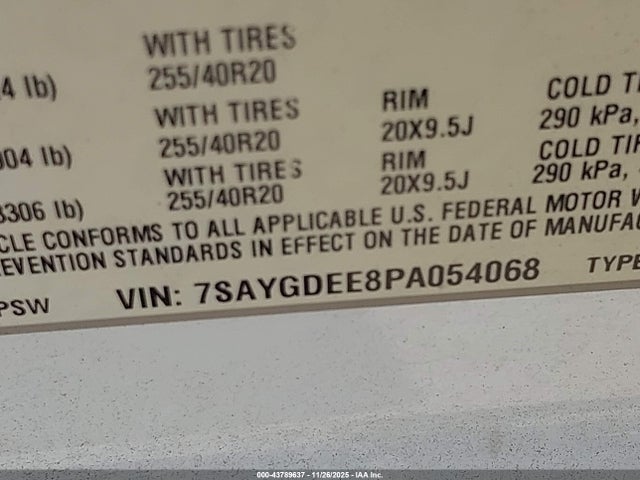 WITH TIRES
4 lb) 255/40R20 COLD TI
WITH TIRES RIM 290 kPa,
004 lb) 255/40R20 20X9.5J COLD TIR
WITH TIRES RIM 290 kPa,
3306 lb) 255/40R20 20X9.5J
CLE CONFORMS TO ALL APPLICABLE U.S. FEDERAL MOTOR V
REVENTION STANDARDS IN EFFECT ON THE DATE OF MANUFAC
PSW VIN: 7SAYGDEE8PA054068 TYPE
000-43789637 - 11/26/2025 - IAA Inc.